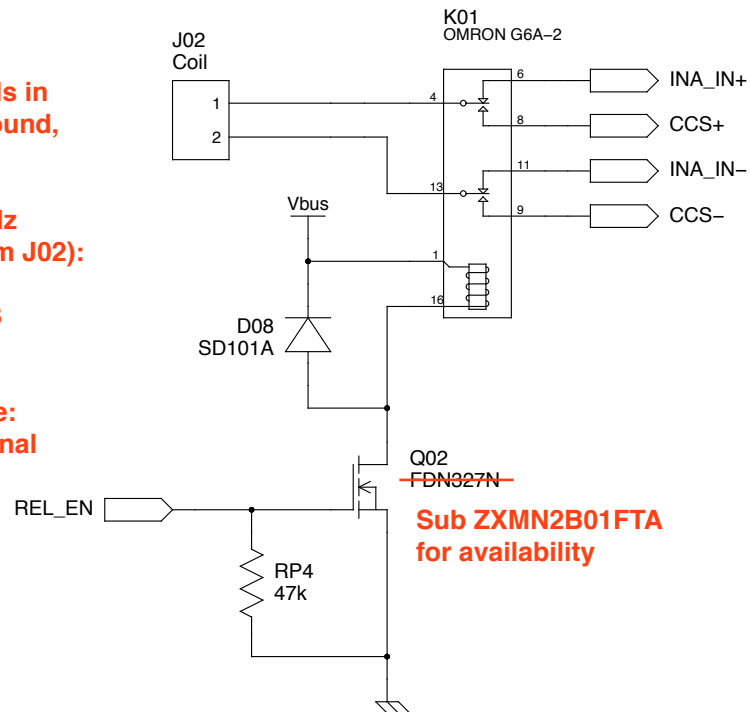 K01
OMRON G6A–2
J02
Coil
1
2
4
6
INA_IN+
8
CCS+
13
11
INA_IN–
9
CCS–
ls in
ound,
lz
m J02):
Vbus
1
16
D08
SD101A
e:
nal
Q02
FDN327N
REL_EN
Sub ZXMN2B01FTA
for availability
RP4
47k